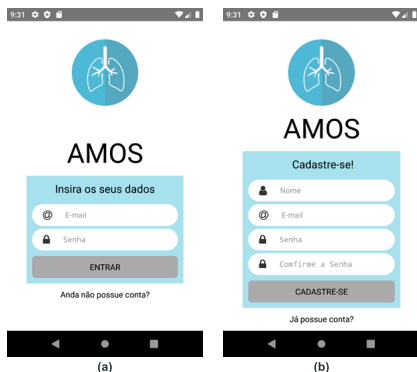 9:31
AMOS
Insira os seus dados
@ E-mail
Senha
ENTRAR
Anda não possue conta?
(a)
9:31
AMOS
Cadastre-se!
Nome
@ E-mail
Senha
Comfirme a Senha
CADASTRE-SE
Já possue conta?
(b)